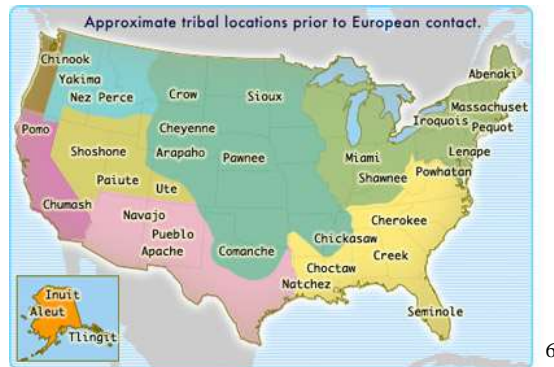 Approximate tribal locations prior to European contact.
Chinook
Yakima
Nez Perce
Crow
Sioux
Abenaki
Massachuset
Iroquois
Pequot
Pomo
Cheyenne
Lenape
Shoshone
Arapaho
Pawnee
Miami
Powhatan
Shawnee
Paiute
Ute
Chumash
Navajo
Cherokee
Pueblo
Chickasaw
Apache
Comanche
Creek
Choctaw
Natchez
Inuit
Aleut
Seminole
Tlingit
6